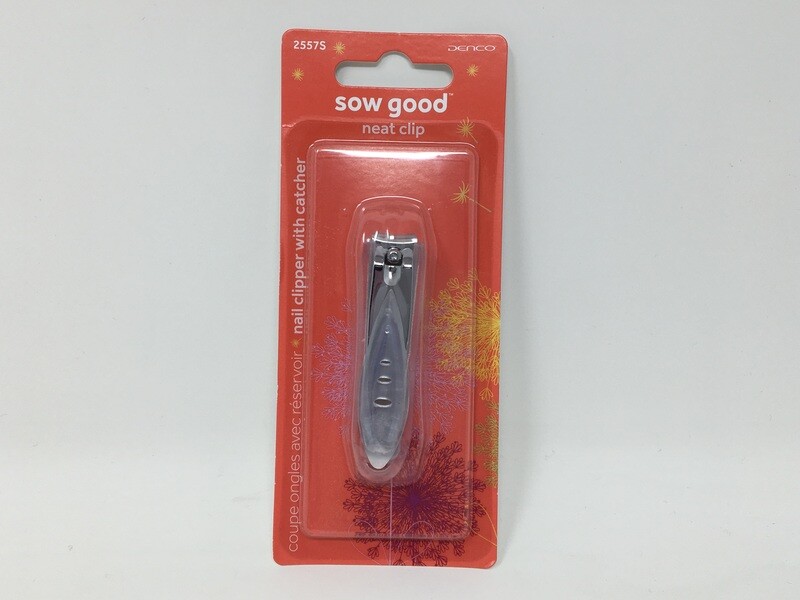 2557S
DENCO
sow good™
neat clip
coupe ongles avec réservoir * nail clipper with catcher